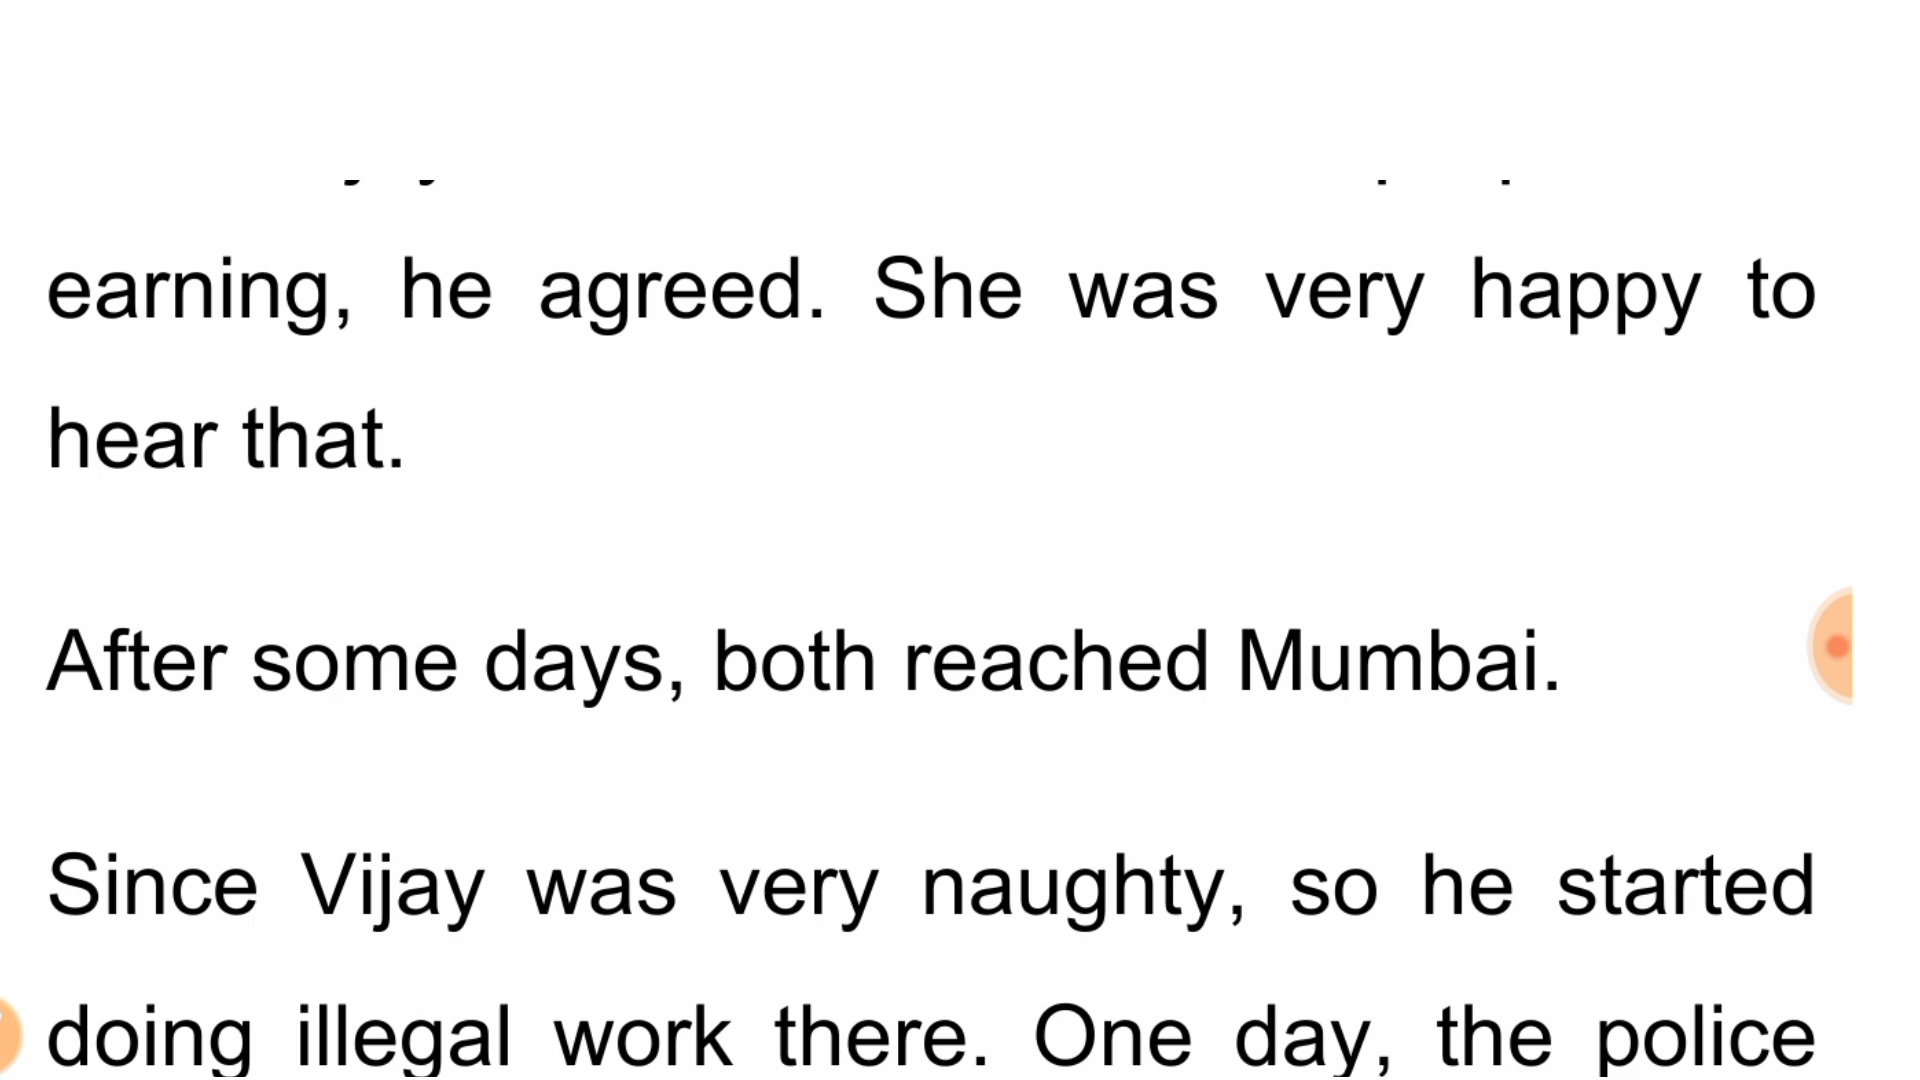 earning, he agreed. She was very happy to
hear that.
After some days, both reached Mumbai.
Since Vijay was very naughty, so he started
doing illegal work there. One day, the police